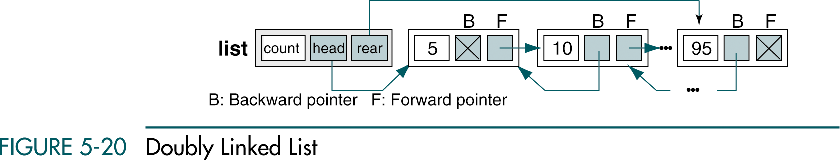 B F B F B F
list count head rear 5 10 ••• 95
•••
B: Backward pointer F: Forward pointer
FIGURE 5-20 Doubly Linked List